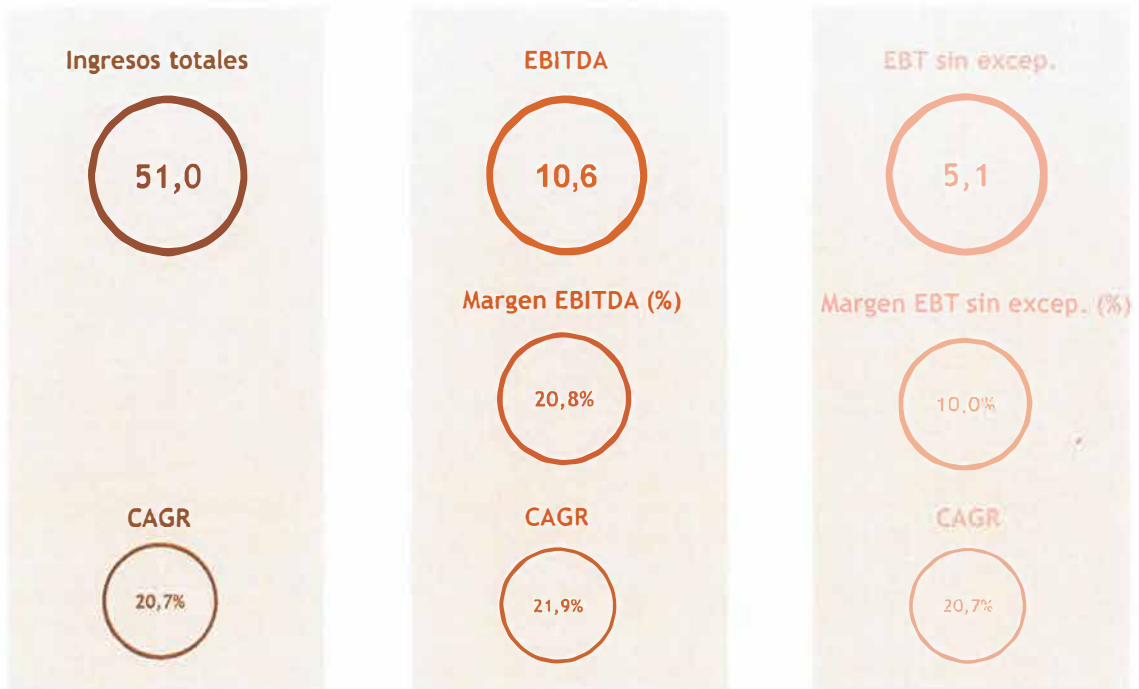 Ingresos totales
51,0
CAGR
20,7%
EBITDA
10,6
Margen EBITDA (%)
20,8%
CAGR
21,9%
EBT sin excep.
5,1
Margen EBT sin excep. (%)
10,0%
CAGR
20,7%